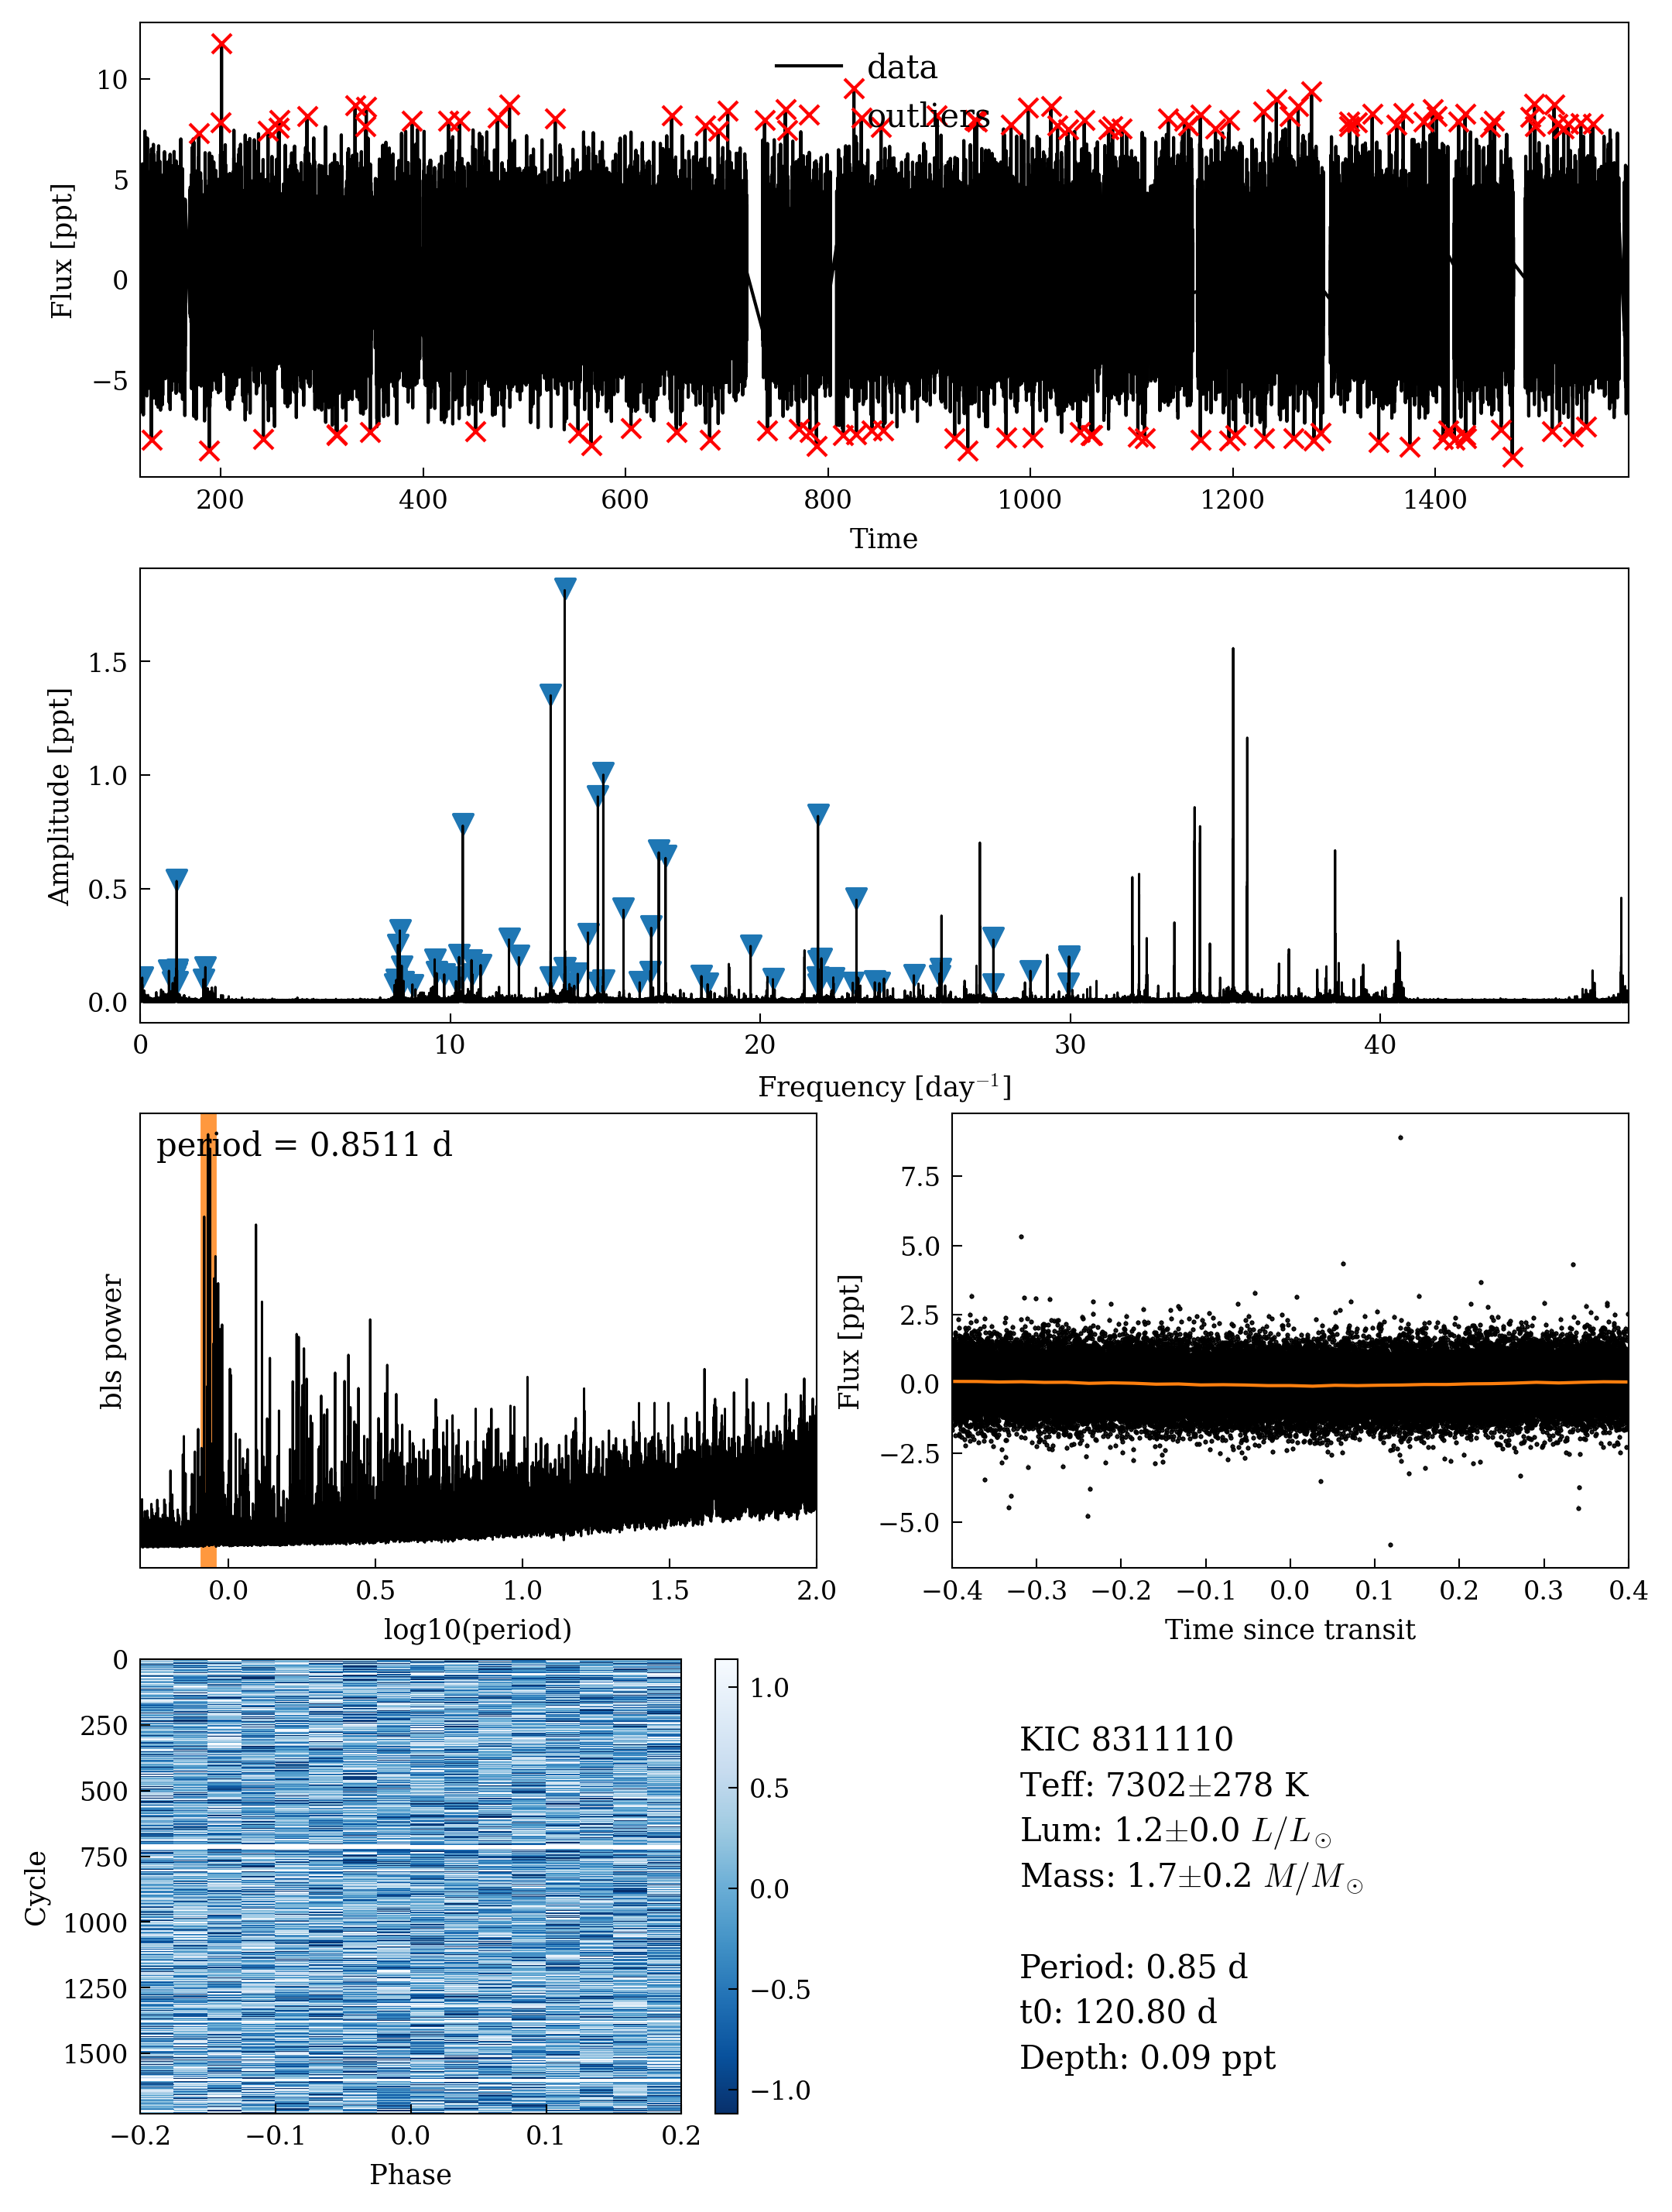 data
outliers
10
5
0
−5
Flux [ppt]
200 400 600 800 1000 1200 1400
Time
1.5
1.0
0.5
0.0
Amplitude [ppt]
0 10 20 30 40
Frequency [day⁻¹]
period = 0.8511 d
bls power
0.0 0.5 1.0 1.5 2.0
log10(period)
7.5
5.0
2.5
0.0
−2.5
−5.0
Flux [ppt]
−0.4 −0.3 −0.2 −0.1 0.0 0.1 0.2 0.3 0.4
Time since transit
0
250
500
750
1000
1250
1500
Cycle
−0.2 −0.1 0.0 0.1 0.2
Phase
1.0
0.5
0.0
−0.5
−1.0
KIC 8311110
Teff: 7302±278 K
Lum: 1.2±0.0 L/L☉
Mass: 1.7±0.2 M/M☉
Period: 0.85 d
t0: 120.80 d
Depth: 0.09 ppt